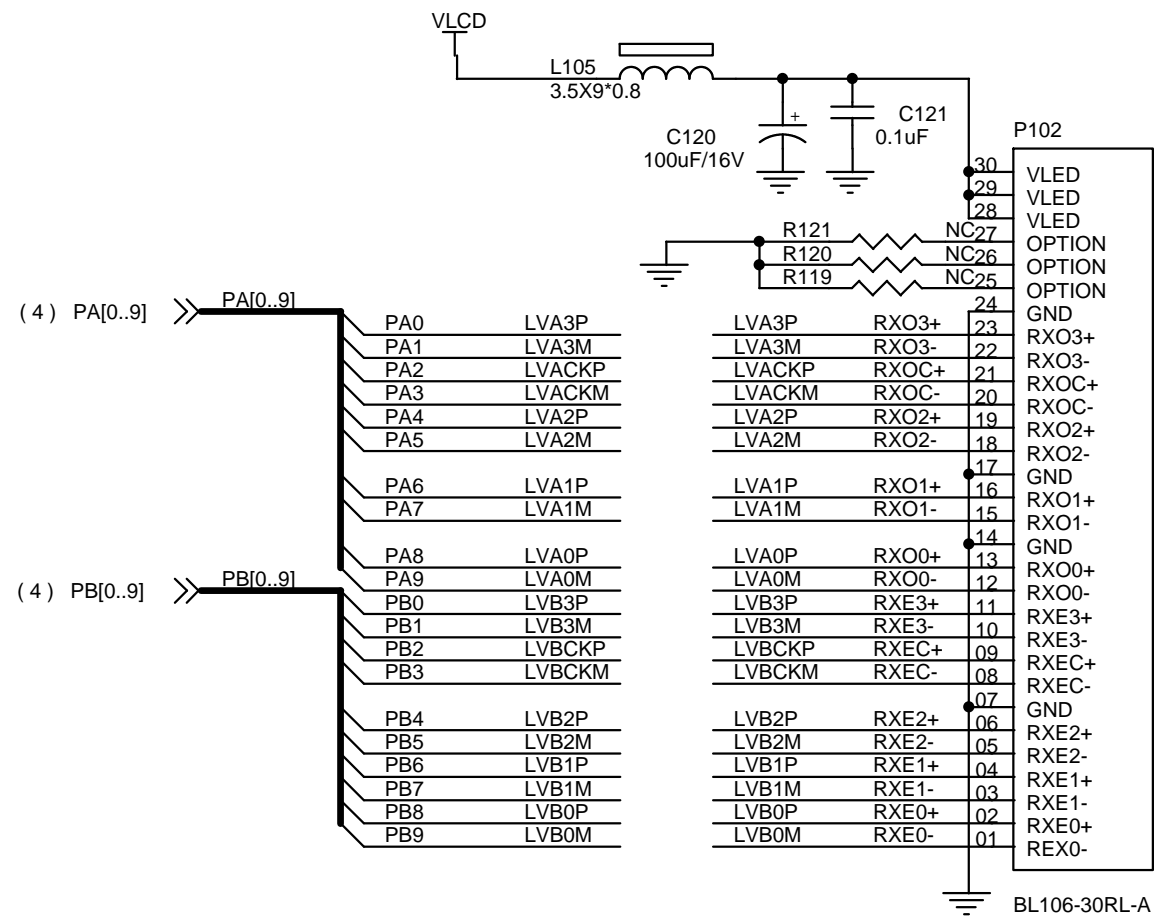 VLCD
L105
3.5X9*0.8
C120
100uF/16V
+
C121
0.1uF
P102
30 VLED
29 VLED
28 VLED
R121 NC 27 OPTION
R120 NC 26 OPTION
R119 NC 25 OPTION
24 GND
( 4 ) PA[0..9] PA[0..9]
PA0 LVA3P LVA3P RXO3+ 23 RXO3+
PA1 LVA3M LVA3M RXO3- 22 RXO3-
PA2 LVACKP LVACKP RXOC+ 21 RXOC+
PA3 LVACKM LVACKM RXOC- 20 RXOC-
PA4 LVA2P LVA2P RXO2+ 19 RXO2+
PA5 LVA2M LVA2M RXO2- 18 RXO2-
17 GND
PA6 LVA1P LVA1P RXO1+ 16 RXO1+
PA7 LVA1M LVA1M RXO1- 15 RXO1-
14 GND
PA8 LVA0P LVA0P RXO0+ 13 RXO0+
PA9 LVA0M LVA0M RXO0- 12 RXO0-
( 4 ) PB[0..9] PB[0..9]
PB0 LVB3P LVB3P RXE3+ 11 RXE3+
PB1 LVB3M LVB3M RXE3- 10 RXE3-
PB2 LVBCKP LVBCKP RXEC+ 09 RXEC+
PB3 LVBCKM LVBCKM RXEC- 08 RXEC-
07 GND
PB4 LVB2P LVB2P RXE2+ 06 RXE2+
PB5 LVB2M LVB2M RXE2- 05 RXE2-
PB6 LVB1P LVB1P RXE1+ 04 RXE1+
PB7 LVB1M LVB1M RXE1- 03 RXE1-
PB8 LVB0P LVB0P RXE0+ 02 RXE0+
PB9 LVB0M LVB0M RXE0- 01 REX0-
BL106-30RL-A